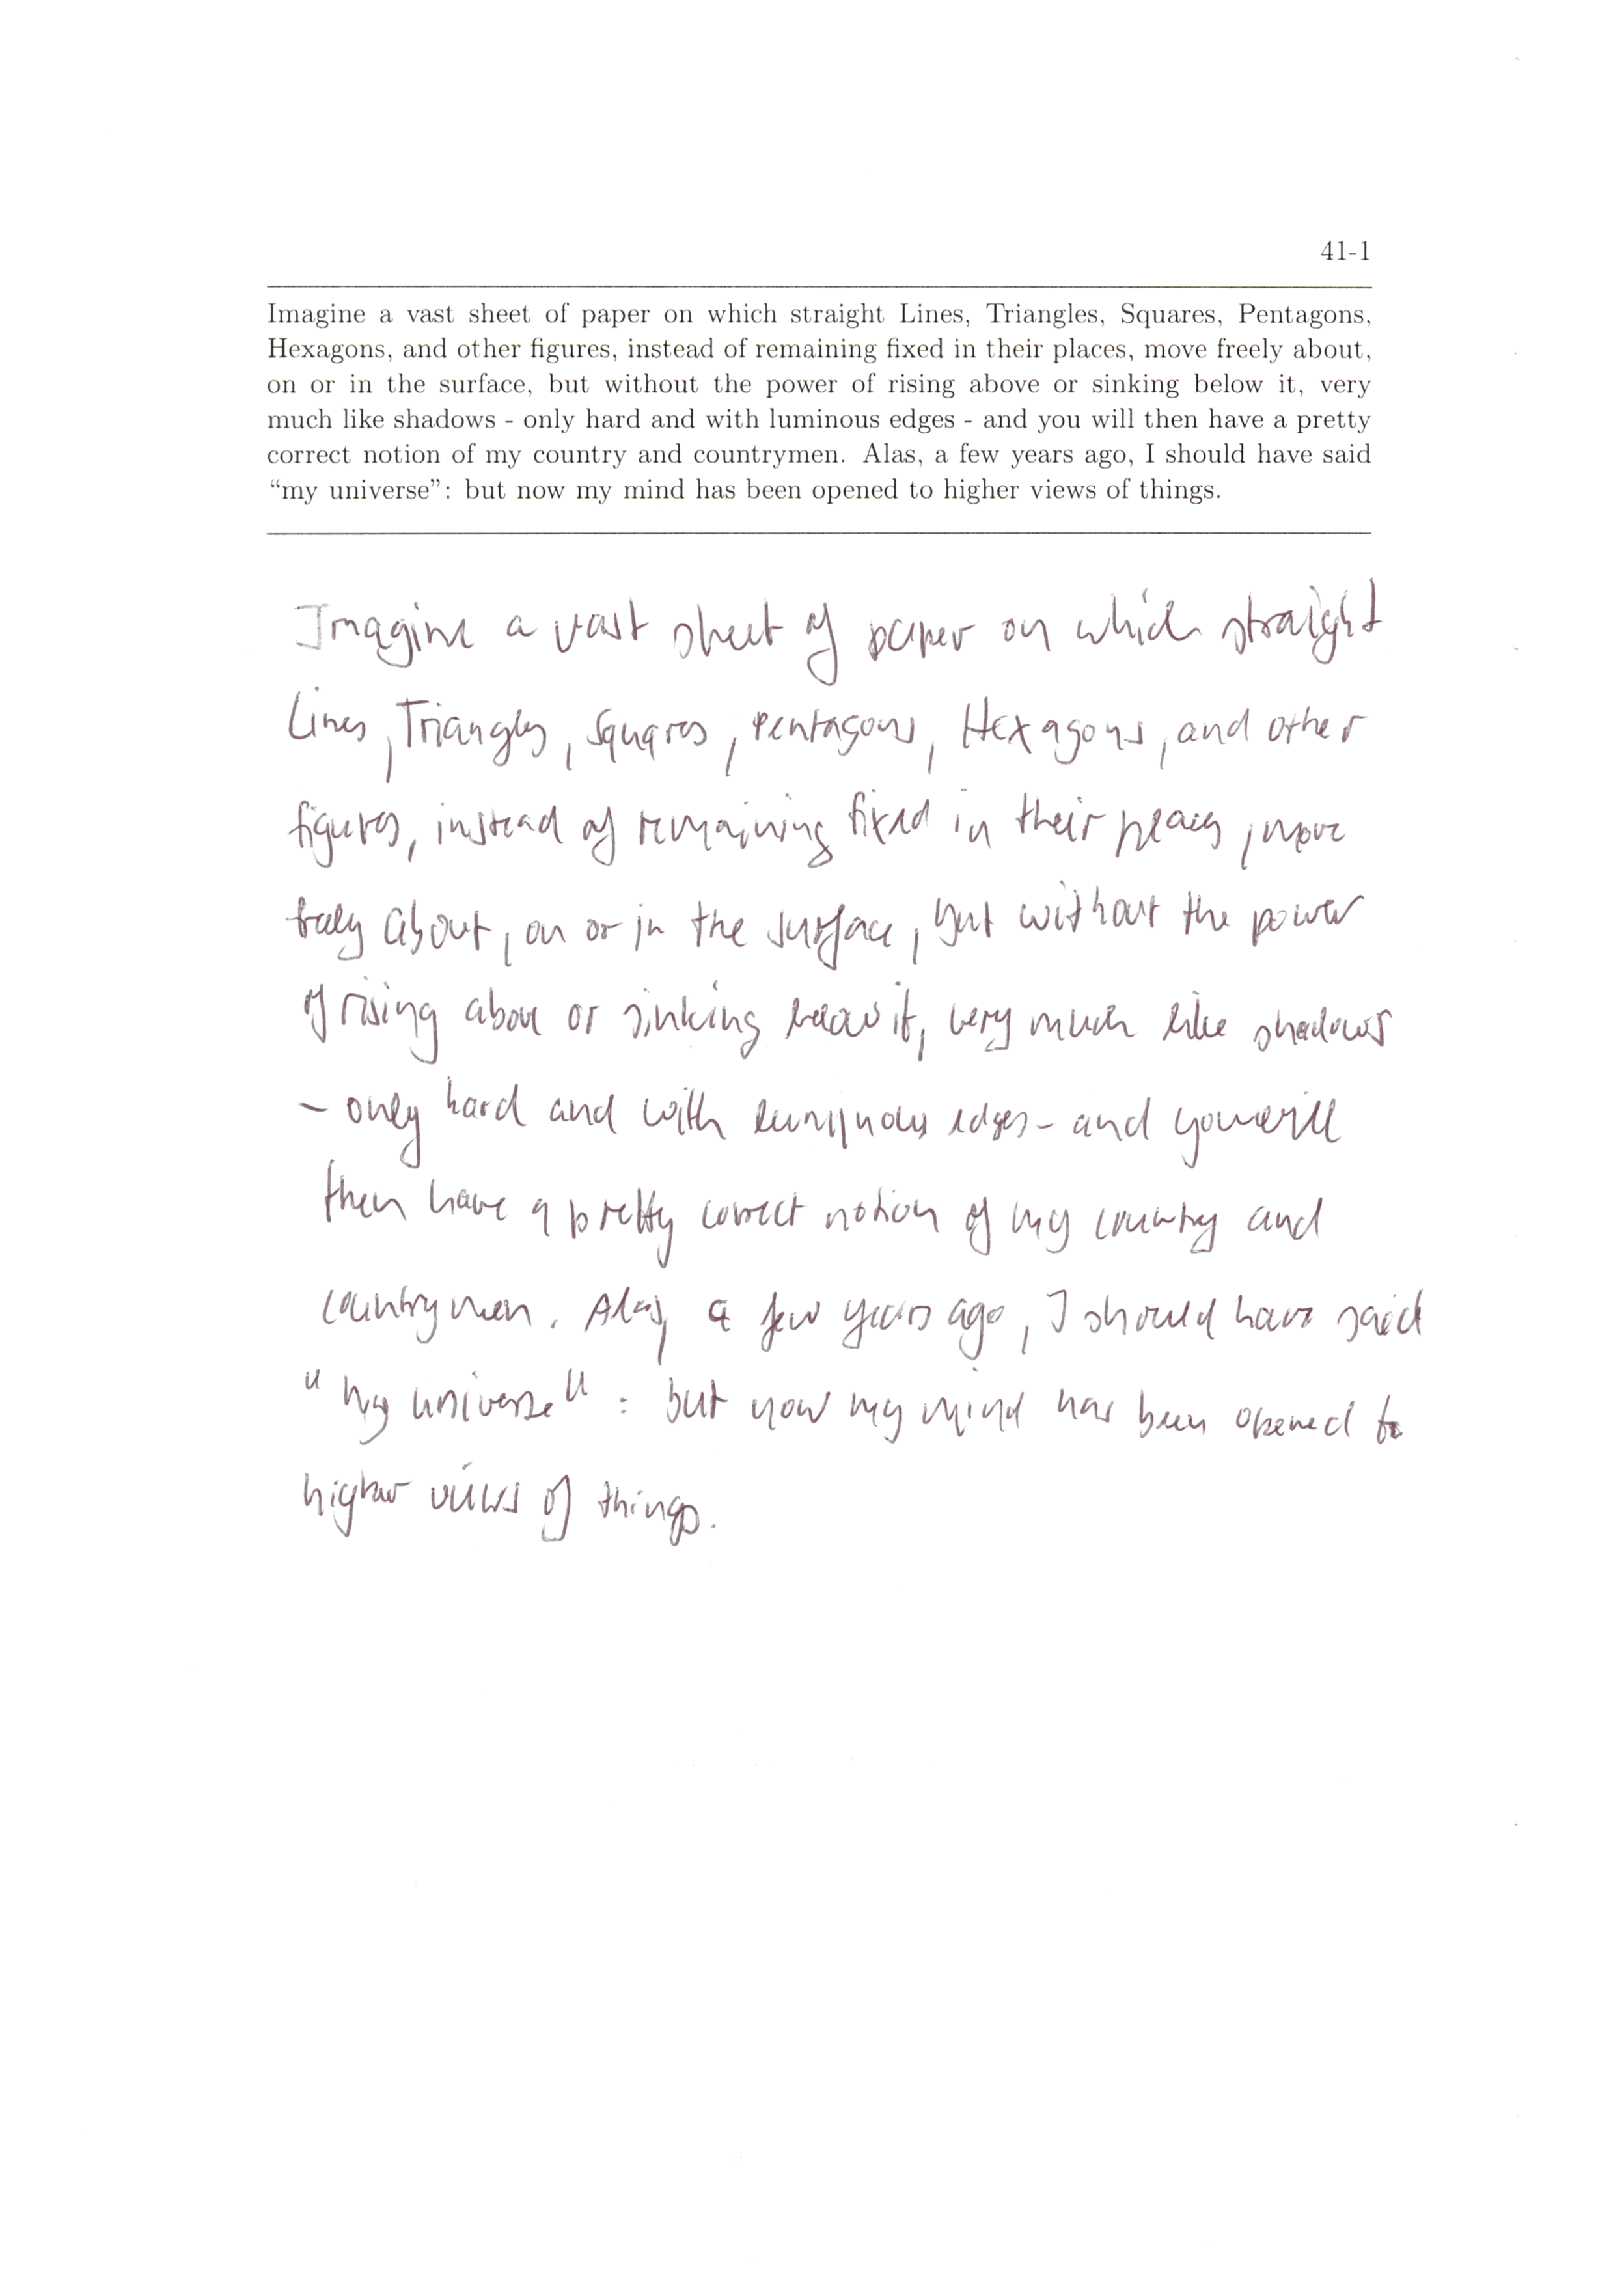 41-1
Imagine a vast sheet of paper on which straight Lines, Triangles, Squares, Pentagons,
Hexagons, and other figures, instead of remaining fixed in their places, move freely about,
on or in the surface, but without the power of rising above or sinking below it, very
much like shadows - only hard and with luminous edges - and you will then have a pretty
correct notion of my country and countrymen. Alas, a few years ago, I should have said
“my universe”: but now my mind has been opened to higher views of things.
Imagine a vast sheet of paper on which straight
Lines, Triangles, Squares, Pentagons, Hexagons, and other
figures, instead of remaining fixed in their places, move
freely about, on or in the surface, but without the power
of rising above or sinking below it, very much like shadows
- only hard and with luminous edges - and you will
then have a pretty correct notion of my country and
countrymen. Alas, a few years ago, I should have said
"my universe": but now my mind has been opened to
higher views of things.